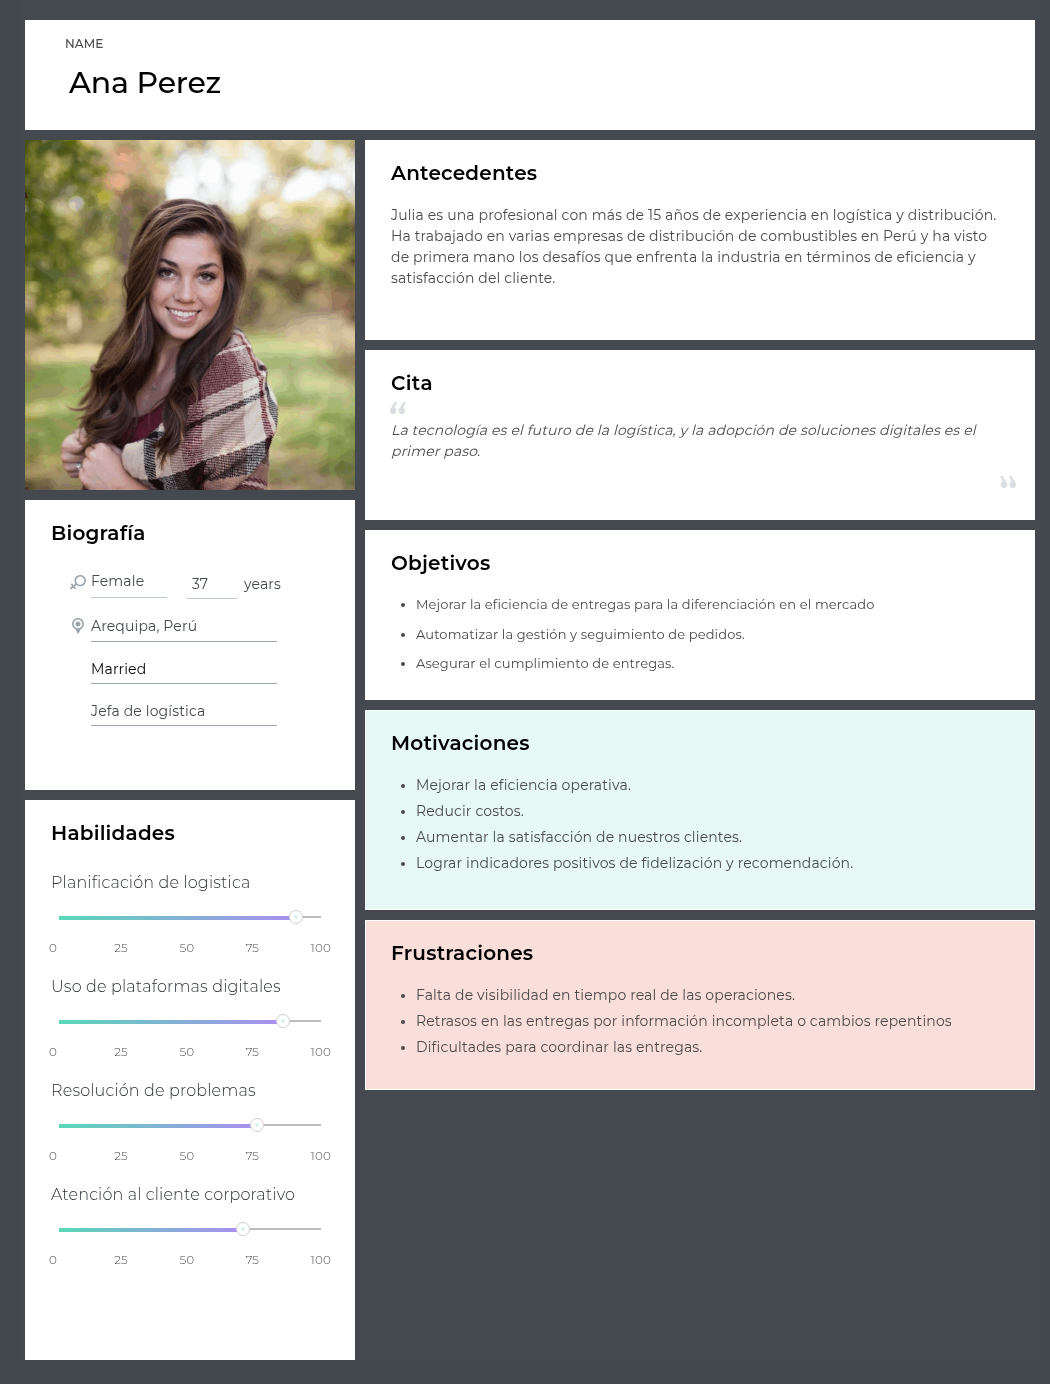 NAME
Ana Perez
Antecedentes
Julia es una profesional con más de 15 años de experiencia en logística y distribución.
Ha trabajado en varias empresas de distribución de combustibles en Perú y ha visto
de primera mano los desafíos que enfrenta la industria en términos de eficiencia y
satisfacción del cliente.
Cita
“
La tecnología es el futuro de la logística, y la adopción de soluciones digitales es el
primer paso.
”
Biografía
Female 37 years
Arequipa, Perú
Married
Jefa de logística
Objetivos
• Mejorar la eficiencia de entregas para la diferenciación en el mercado
• Automatizar la gestión y seguimiento de pedidos.
• Asegurar el cumplimiento de entregas.
Motivaciones
• Mejorar la eficiencia operativa.
• Reducir costos.
• Aumentar la satisfacción de nuestros clientes.
• Lograr indicadores positivos de fidelización y recomendación.
Habilidades
Planificación de logistica
0 25 50 75 100
Uso de plataformas digitales
0 25 50 75 100
Resolución de problemas
0 25 50 75 100
Atención al cliente corporativo
0 25 50 75 100
Frustraciones
• Falta de visibilidad en tiempo real de las operaciones.
• Retrasos en las entregas por información incompleta o cambios repentinos
• Dificultades para coordinar las entregas.